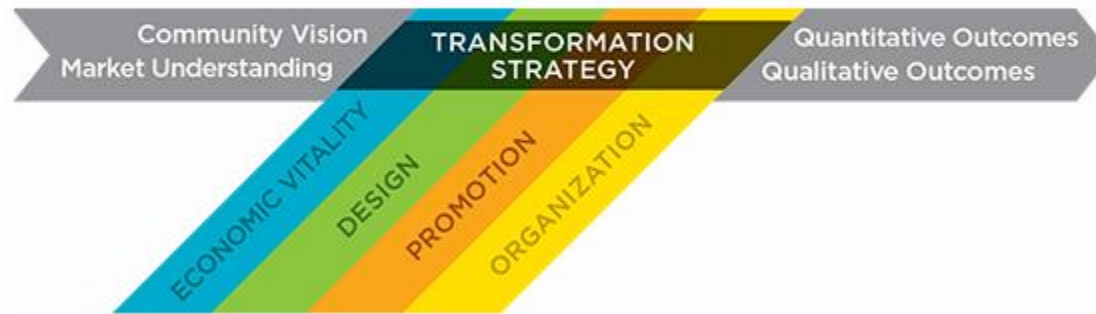 Community Vision
Market Understanding
TRANSFORMATION
STRATEGY
Quantitative Outcomes
Qualitative Outcomes
ECONOMIC VITALITY
DESIGN
PROMOTION
ORGANIZATION